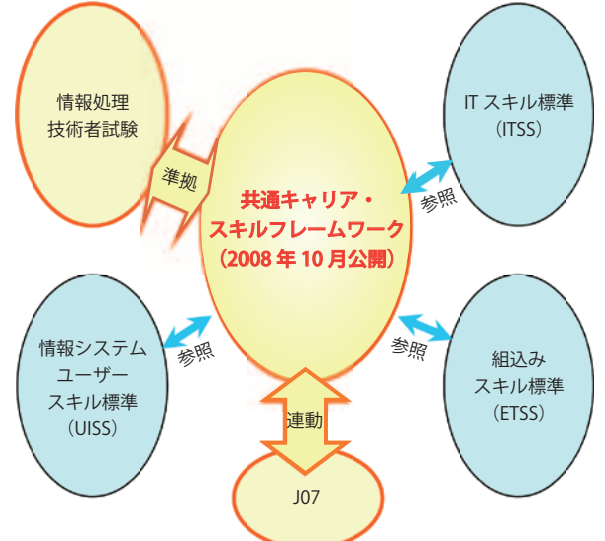 情報処理
技術者試験
IT スキル標準
（ITSS）
準拠
参照
共通キャリア・
スキルフレームワーク
（2008 年 10 月公開）
情報システム
ユーザー
スキル標準
（UISS）
参照
参照
組込み
スキル標準
（ETSS）
連動
J07